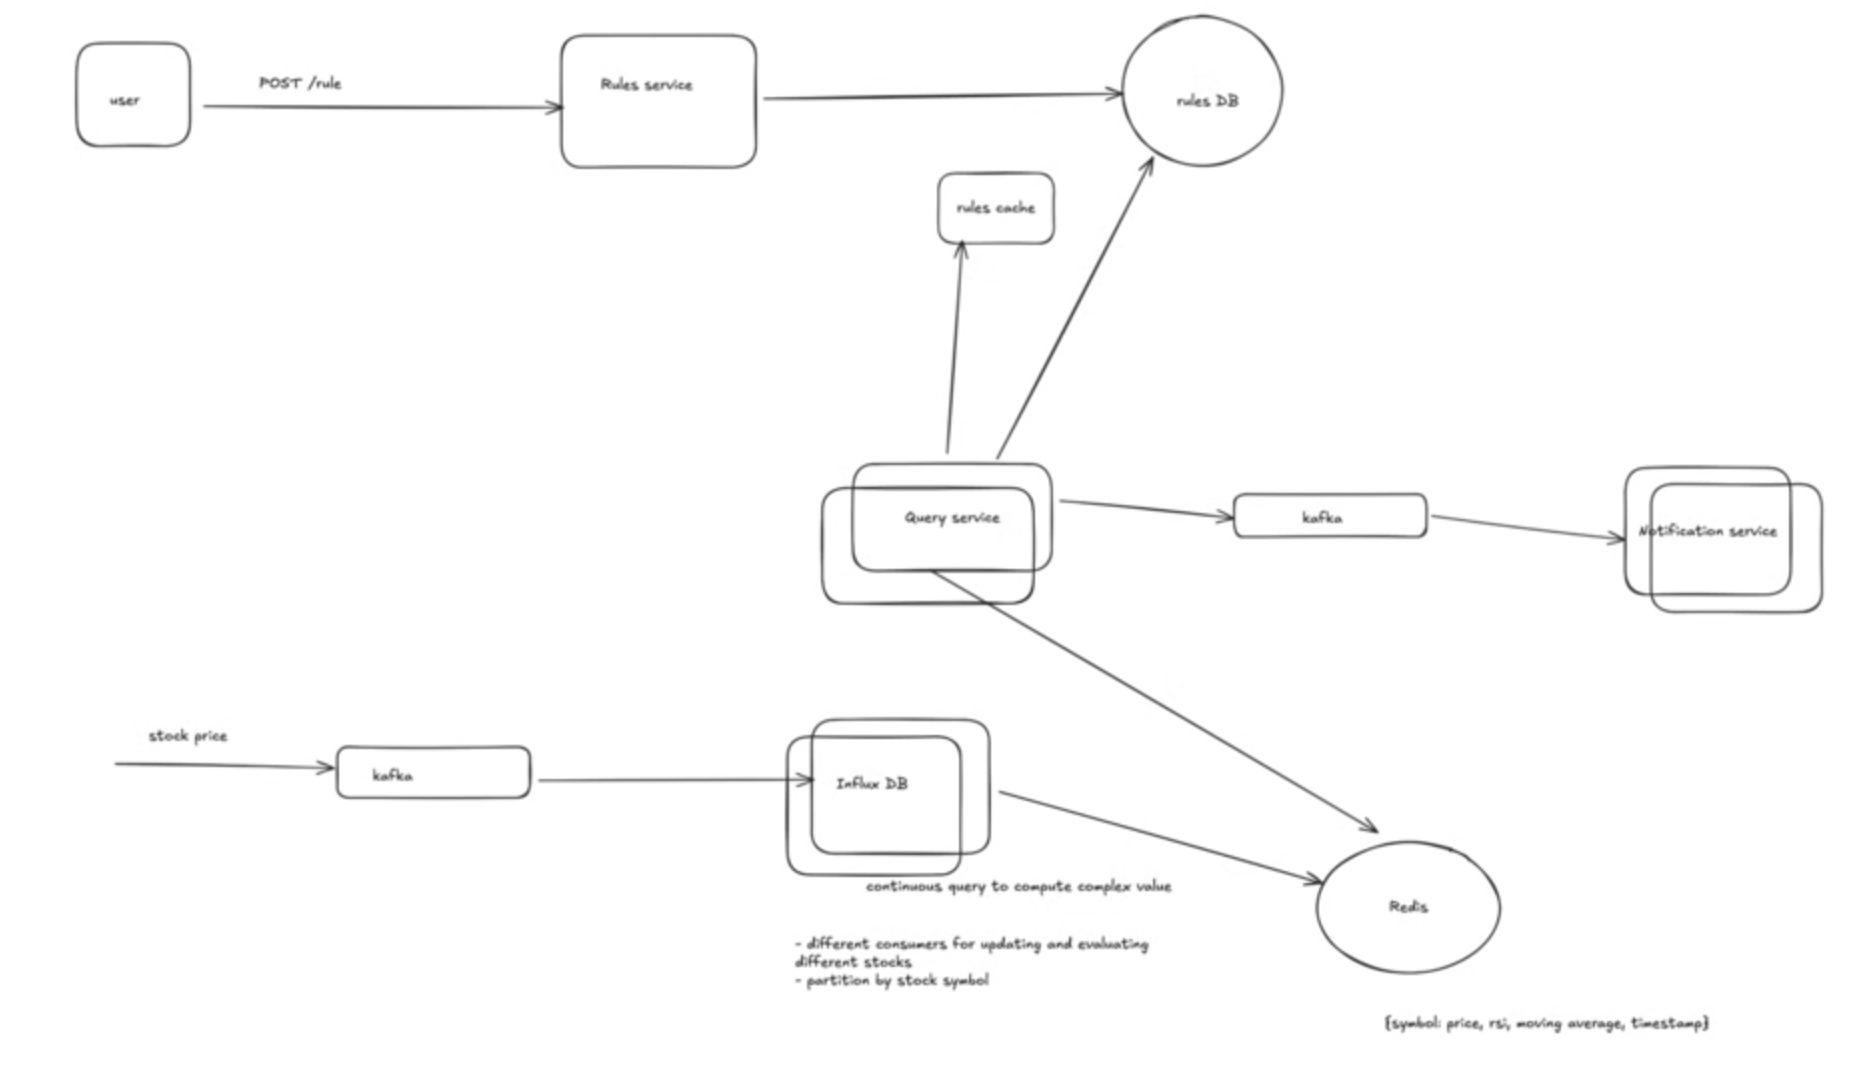 user
POST /rule
Rules service
rules DB
rules cache
Query service
kafka
Notification service
stock price
kafka
Influx DB
continuous query to compute complex value
- different consumers for updating and evaluating
different stocks
- partition by stock symbol
Redis
{symbol: price, rsi, moving average, timestamp}